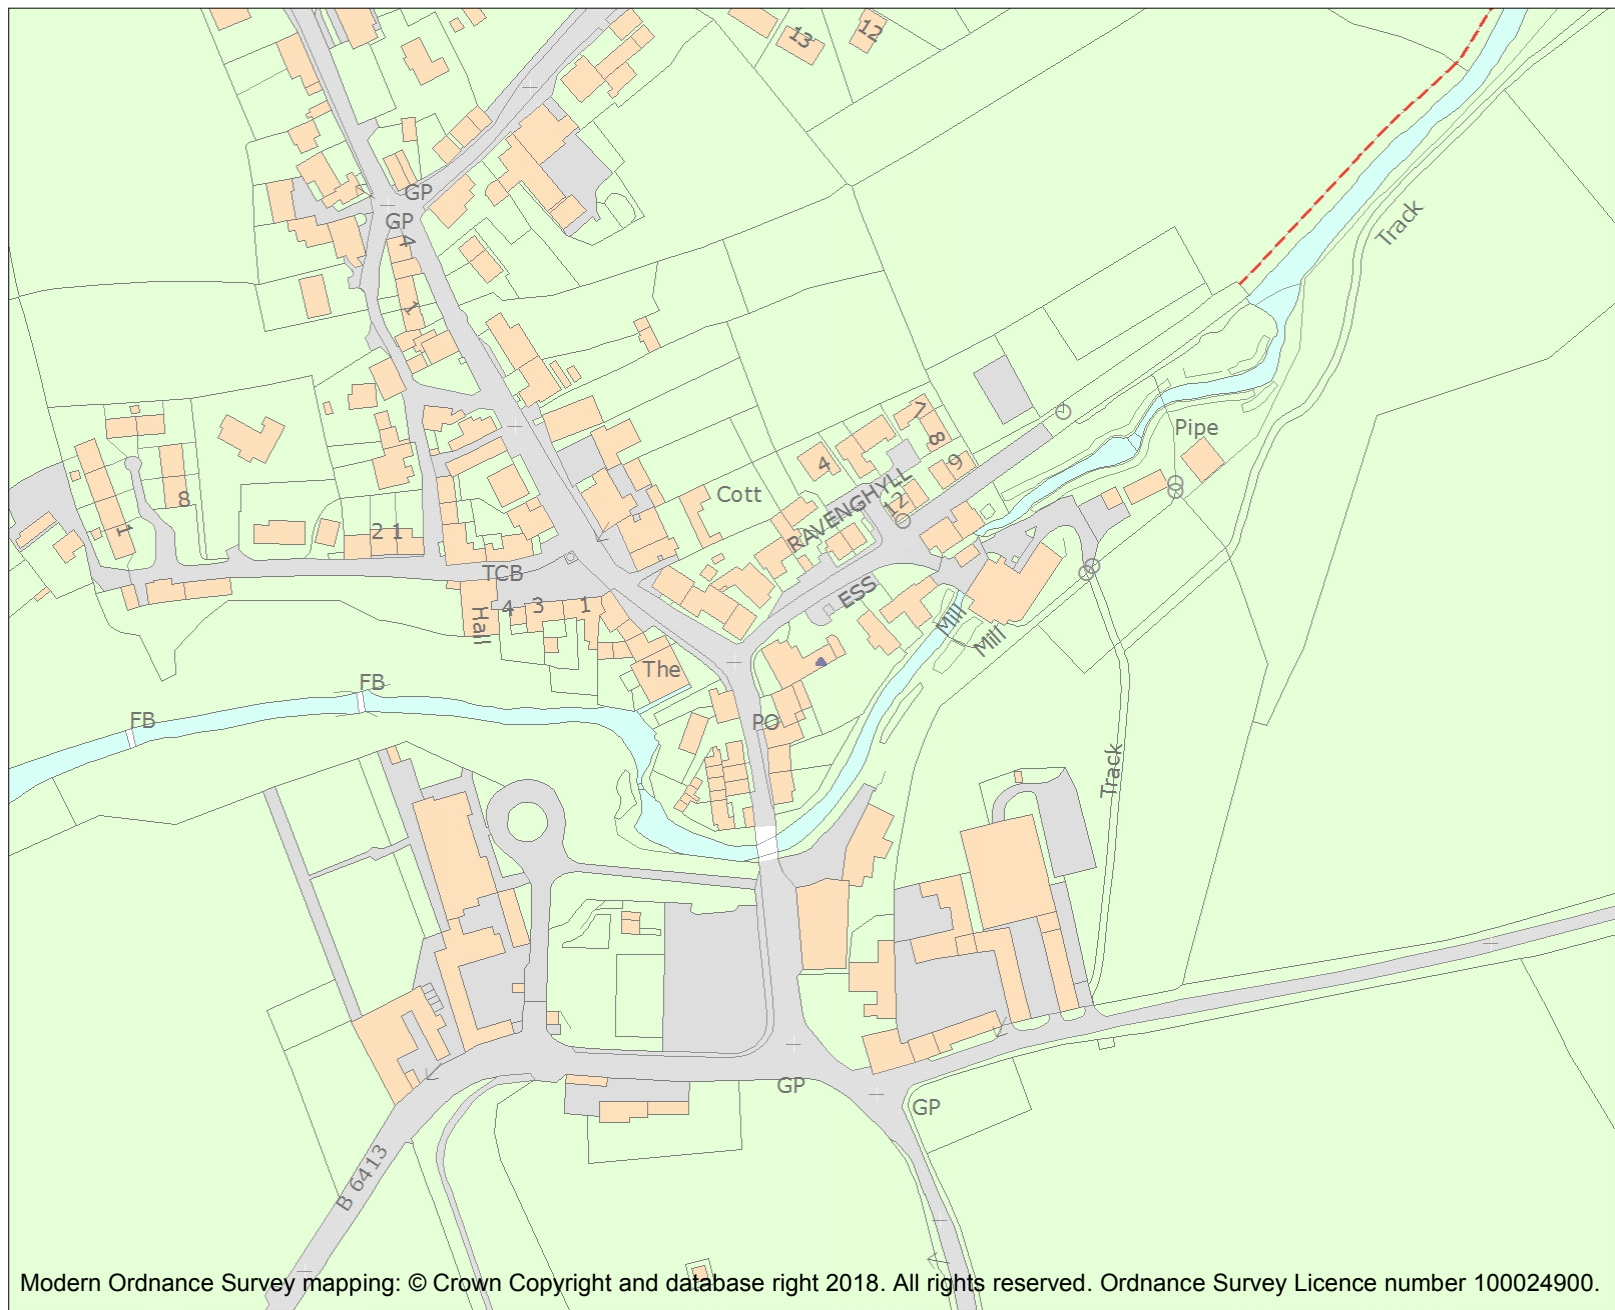 13
12
GP
GP
4
1
Track
7
8
9
4
12
Pipe
Cott
RAVENGHYLL
8
1
2
1
TCB
ESS
4
3
1
Hall
Mill
Mill
The
FB
FB
PO
Track
GP
GP
B 6413
Modern Ordnance Survey mapping: © Crown Copyright and database right 2018. All rights reserved. Ordnance Survey Licence number 100024900.